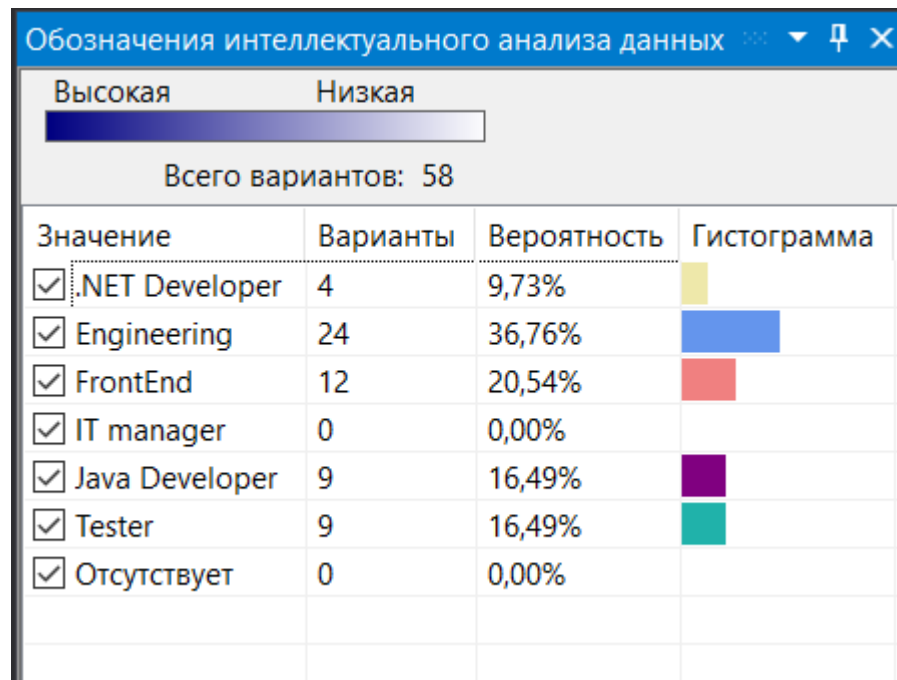 Обозначения интеллектуального анализа данных
Высокая Низкая
Всего вариантов: 58
Значение Варианты Вероятность Гистограмма
.NET Developer 4 9,73%
Engineering 24 36,76%
FrontEnd 12 20,54%
IT manager 0 0,00%
Java Developer 9 16,49%
Tester 9 16,49%
Отсутствует 0 0,00%